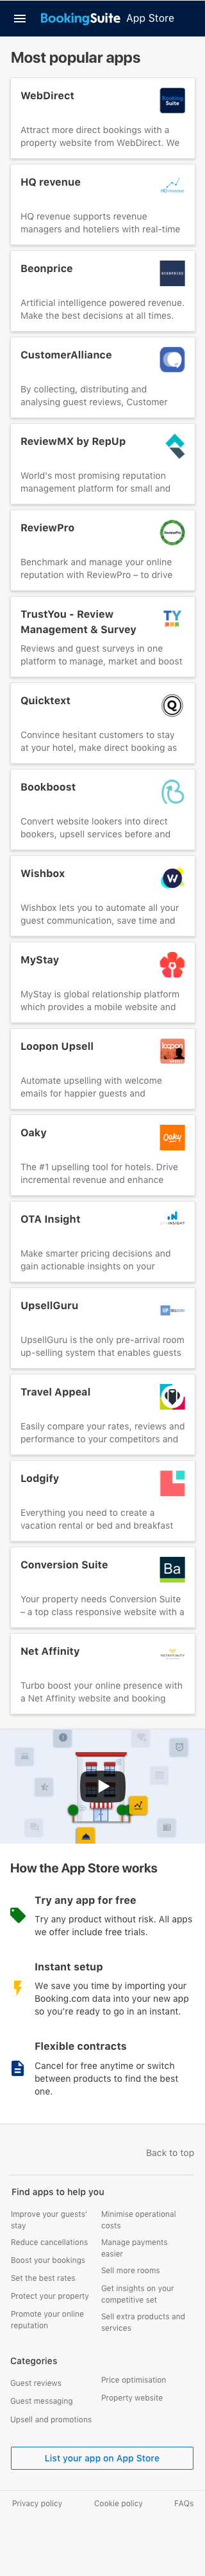 BookingSuite App Store
Most popular apps
WebDirect
Booking
Suite
Attract more direct bookings with a
property website from WebDirect. We
HQ revenue
HQ revenue
HQ revenue supports revenue
managers and hoteliers with real-time
Beonprice
BEONPRICE
Artificial intelligence powered revenue.
Make the best decisions at all times.
CustomerAlliance
By collecting, distributing and
analysing guest reviews, Customer
ReviewMX by RepUp
World's most promising reputation
management platform for small and
ReviewPro
ReviewPro
Benchmark and manage your online
reputation with ReviewPro – to drive
TrustYou - Review
Management & Survey
TY
Reviews and guest surveys in one
platform to manage, market and boost
Quicktext
Q
Convince hesitant customers to stay
at your hotel, make direct booking as
Bookboost
Convert website lookers into direct
bookers, upsell services before and
Wishbox
W
Wishbox lets you to automate all your
guest communication, save time and
MyStay
MyStay is global relationship platform
which provides a mobile website and
Loopon Upsell
loopon
Automate upselling with welcome
emails for happier guests and
Oaky
Oaky
The #1 upselling tool for hotels. Drive
incremental revenue and enhance
OTA Insight
INSIGHT
Make smarter pricing decisions and
gain actionable insights on your
UpsellGuru
UpsellGuru is the only pre-arrival room
up-selling system that enables guests
Travel Appeal
Easily compare your rates, reviews and
performance to your competitors and
Lodgify
Everything you need to create a
vacation rental or bed and breakfast
Conversion Suite
Ba
Your property needs Conversion Suite
– a top class responsive website with a
Net Affinity
NETAFFINITY
Turbo boost your online presence with
a Net Affinity website and booking
How the App Store works
Try any app for free
Try any product without risk. All apps
we offer include free trials.
Instant setup
We save you time by importing your
Booking.com data into your new app
so you're ready to go in an instant.
Flexible contracts
Cancel for free anytime or switch
between products to find the best
one.
Back to top
Find apps to help you
Improve your guests'
stay
Reduce cancellations
Boost your bookings
Set the best rates
Protect your property
Promote your online
reputation
Minimise operational
costs
Manage payments
easier
Sell more rooms
Get insights on your
competitive set
Sell extra products and
services
Categories
Guest reviews
Guest messaging
Upsell and promotions
Price optimisation
Property website
List your app on App Store
Privacy policy
Cookie policy
FAQs